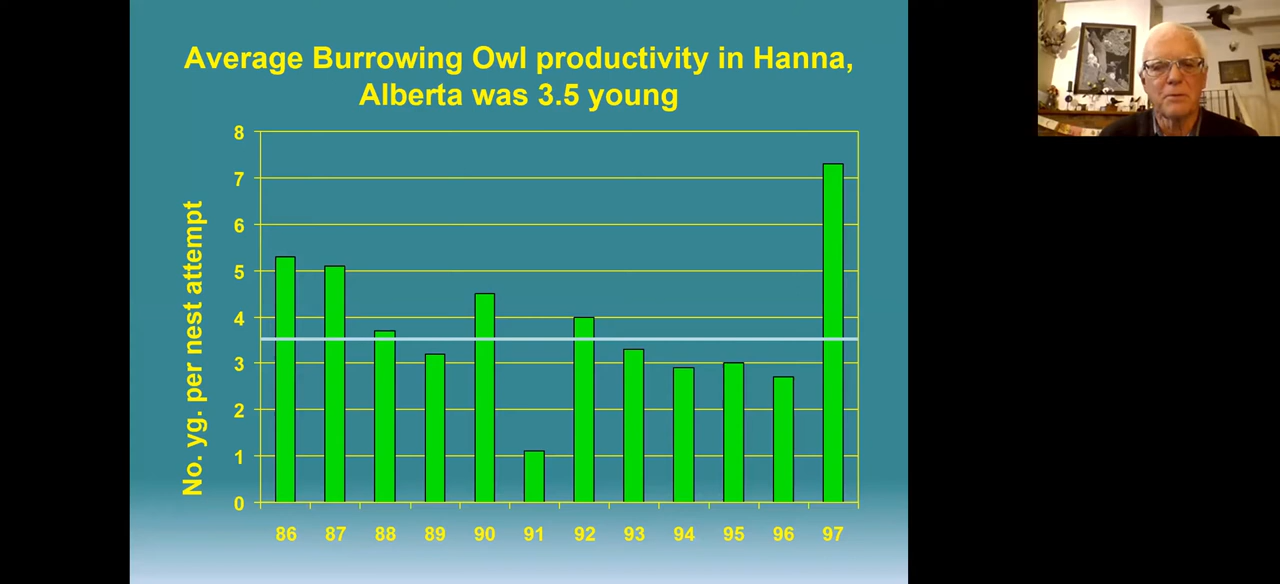 Average Burrowing Owl productivity in Hanna,
Alberta was 3.5 young
No. yg. per nest attempt
8
7
6
5
4
3
2
1
0
86 87 88 89 90 91 92 93 94 95 96 97